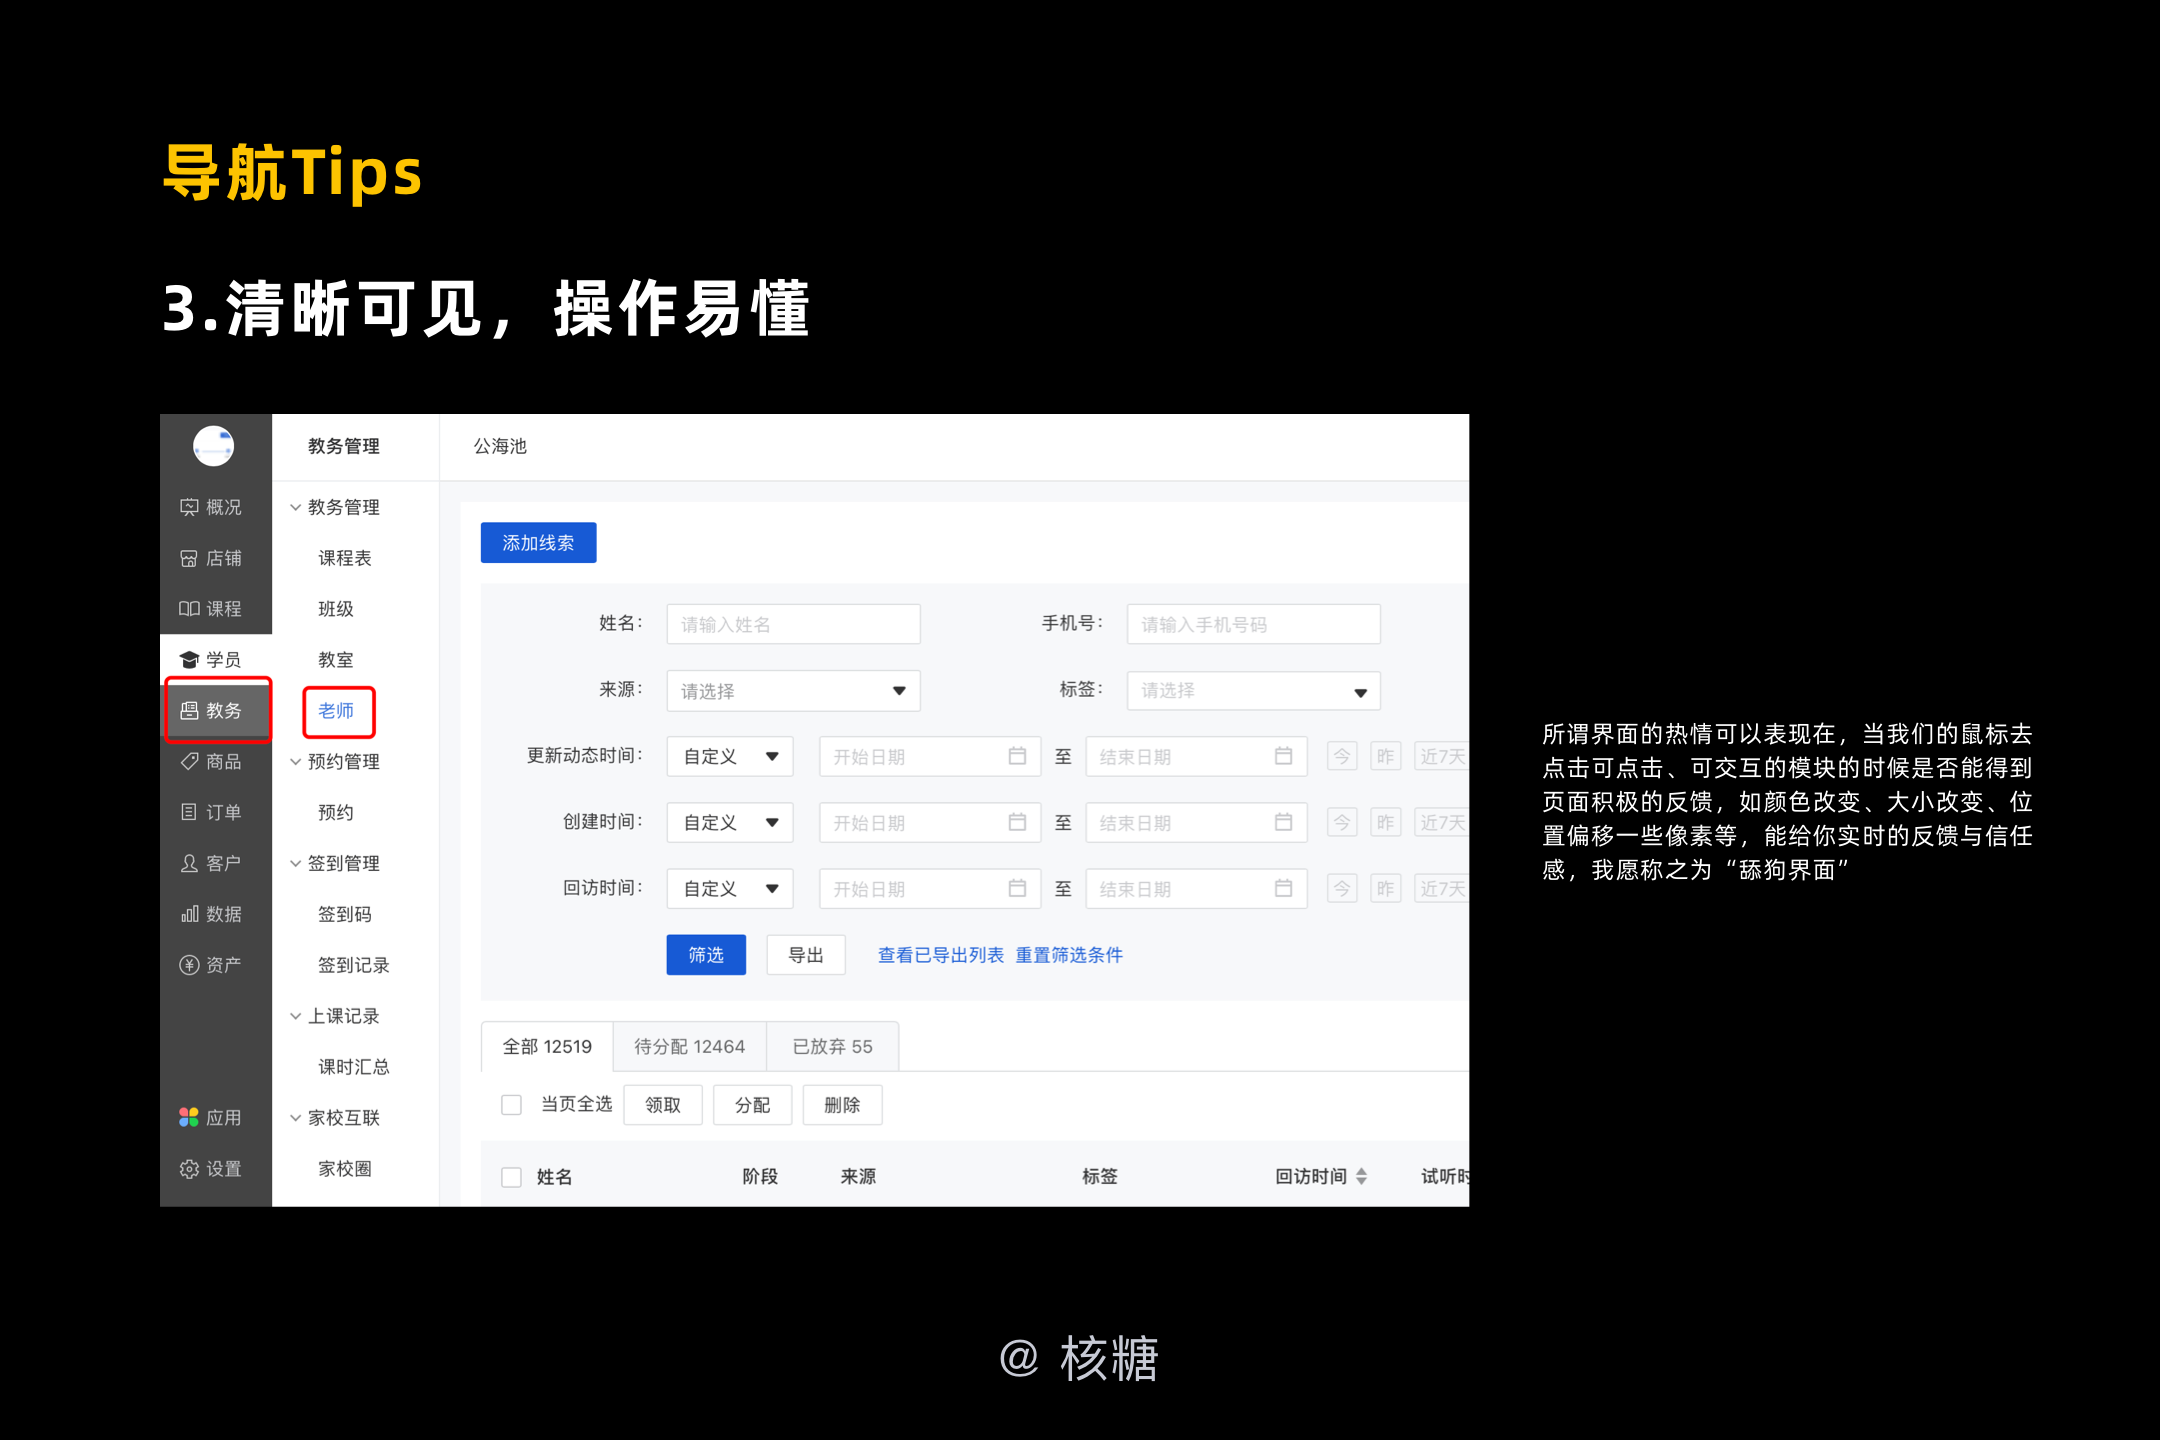 导航Tips
3.清晰可见，操作易懂
教务管理
公海池
概况
店铺
课程
学员
教务
商品
订单
客户
数据
资产
应用
设置
教务管理
课程表
班级
教室
老师
预约管理
预约
签到管理
签到码
签到记录
上课记录
课时汇总
家校互联
家校圈
添加线索
姓名： 请输入姓名 手机号： 请输入手机号码
来源： 请选择 标签： 请选择
更新动态时间： 自定义 开始日期 至 结束日期 今 昨 近7天
创建时间： 自定义 开始日期 至 结束日期 今 昨 近7天
回访时间： 自定义 开始日期 至 结束日期 今 昨 近7天
筛选 导出 查看已导出列表 重置筛选条件
全部 12519 待分配 12464 已放弃 55
当页全选 领取 分配 删除
姓名 阶段 来源 标签 回访时间 试听时
所谓界面的热情可以表现在，当我们的鼠标去
点击可点击、可交互的模块的时候是否能得到
页面积极的反馈，如颜色改变、大小改变、位
置偏移一些像素等，能给你实时的反馈与信任
感，我愿称之为“舔狗界面”
@ 核糖